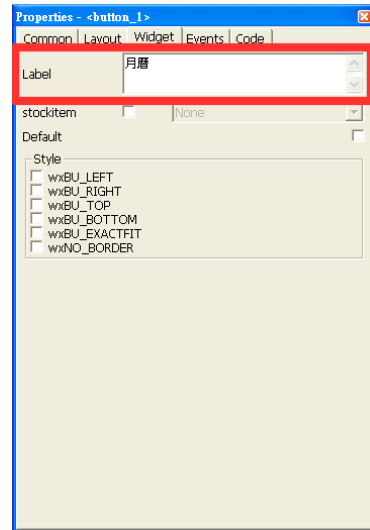 Properties - <button_1>
Common Layout Widget Events Code
Label 月曆
stockitem None
Default
Style
wxBU_LEFT
wxBU_RIGHT
wxBU_TOP
wxBU_BOTTOM
wxBU_EXACTFIT
wxNO_BORDER